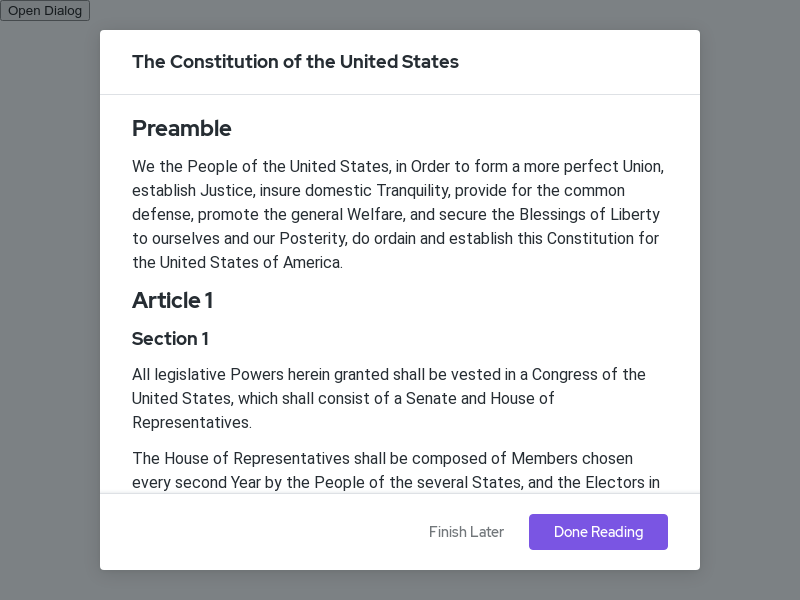 Open Dialog
The Constitution of the United States
Preamble
We the People of the United States, in Order to form a more perfect Union,
establish Justice, insure domestic Tranquility, provide for the common
defense, promote the general Welfare, and secure the Blessings of Liberty
to ourselves and our Posterity, do ordain and establish this Constitution for
the United States of America.
Article 1
Section 1
All legislative Powers herein granted shall be vested in a Congress of the
United States, which shall consist of a Senate and House of
Representatives.
The House of Representatives shall be composed of Members chosen
every second Year by the People of the several States, and the Electors in
Finish Later
Done Reading